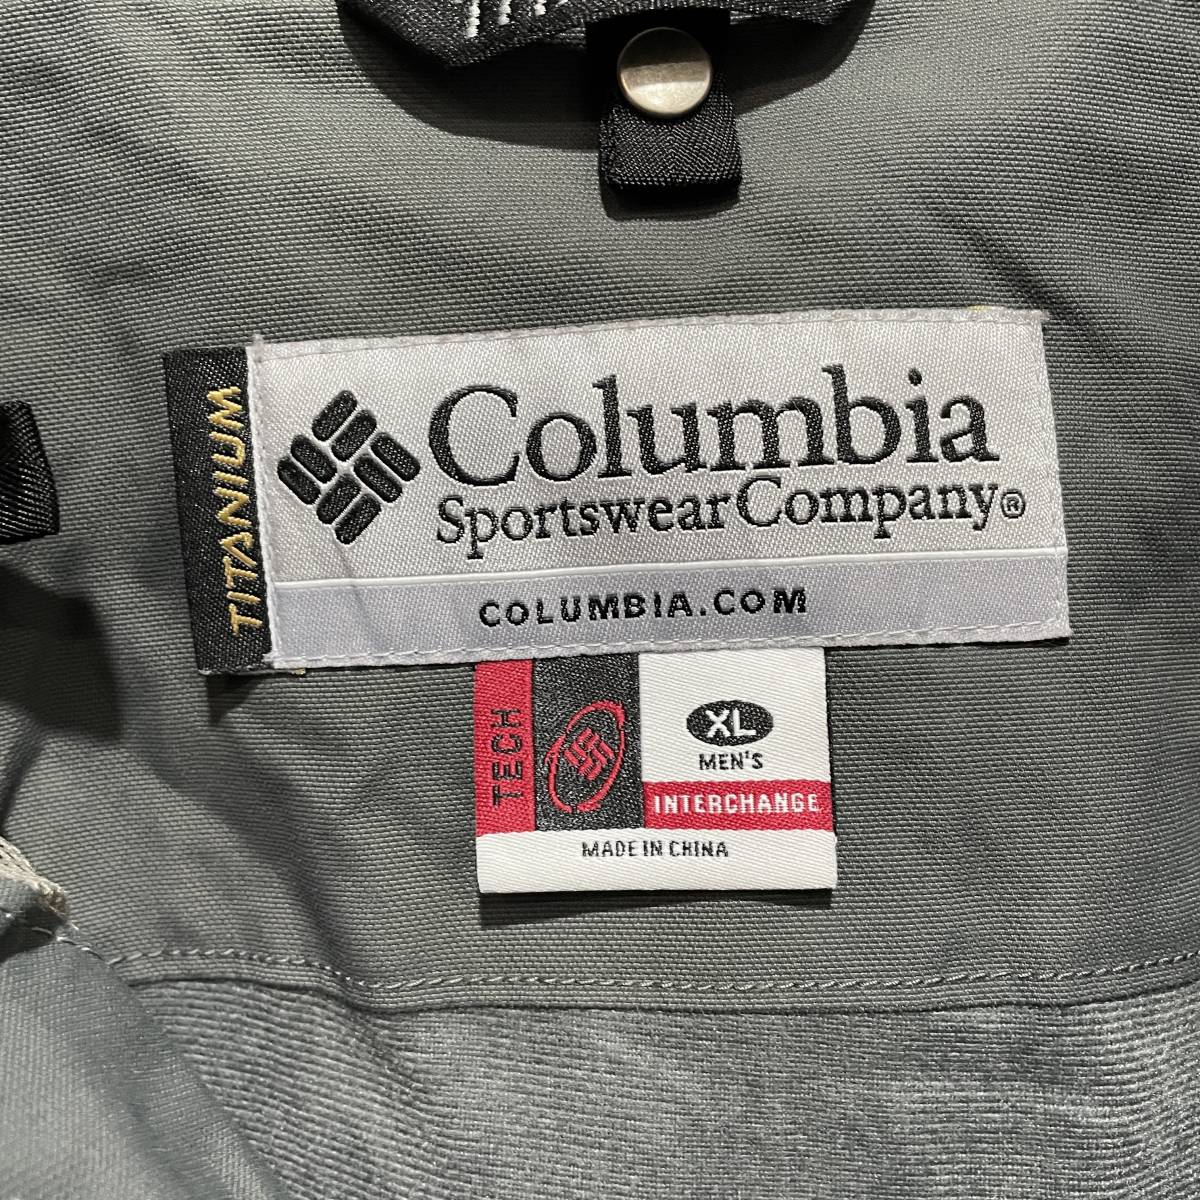 TITANIUM
Columbia
Sportswear Company®
COLUMBIA.COM
TECH
XL
MEN'S
INTERCHANGE
MADE IN CHINA